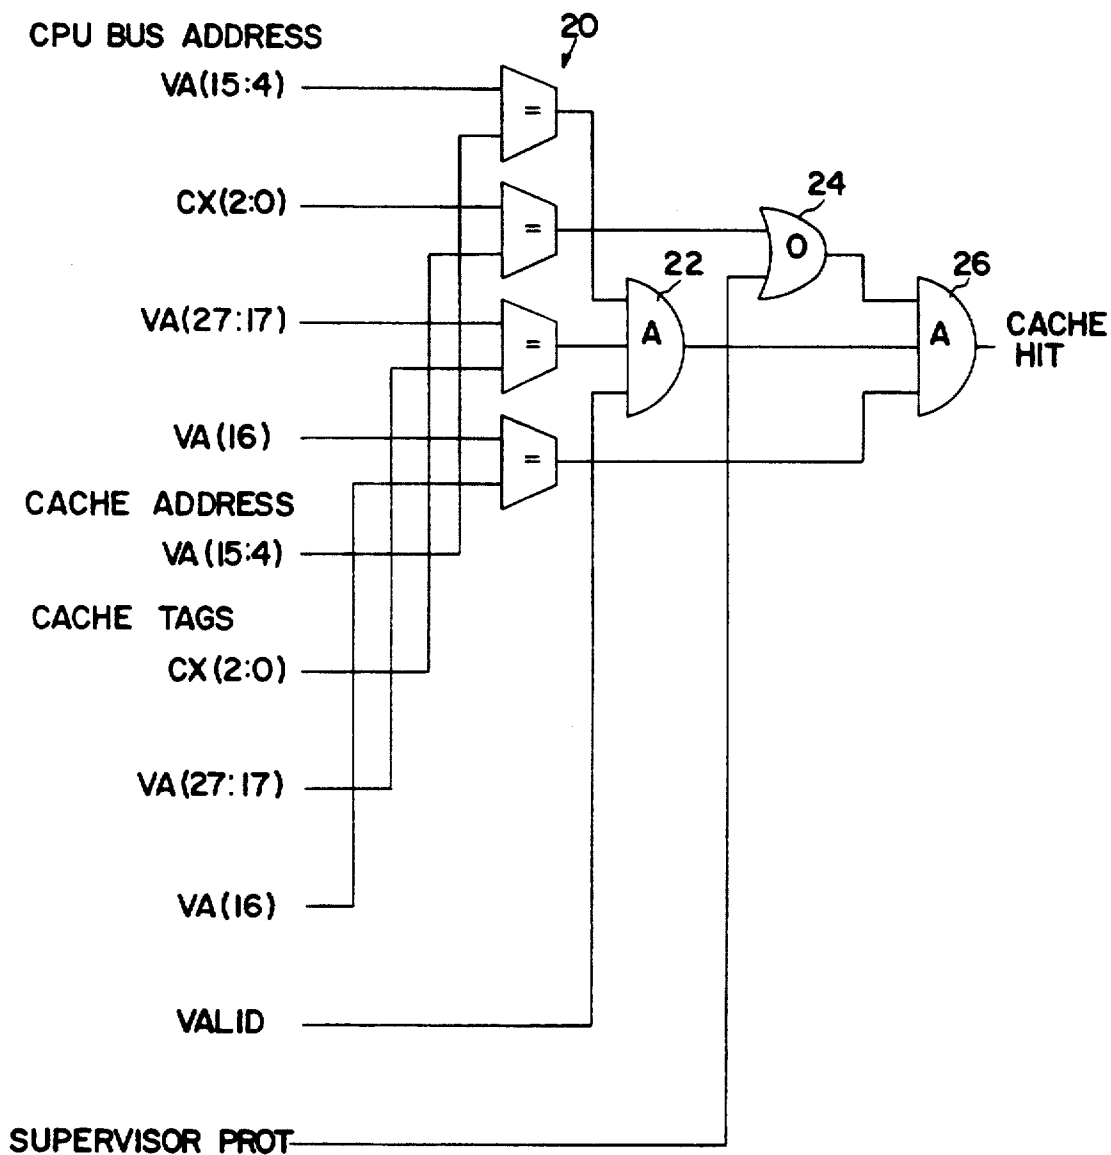 CPU BUS ADDRESS
20
VA(15:4)
=
CX(2:0)
=
24
O
VA(27:17)
=
22
A
26
A
CACHE
HIT
VA(16)
=
CACHE ADDRESS
VA(15:4)
CACHE TAGS
CX(2:0)
VA(27:17)
VA(16)
VALID
SUPERVISOR PROT